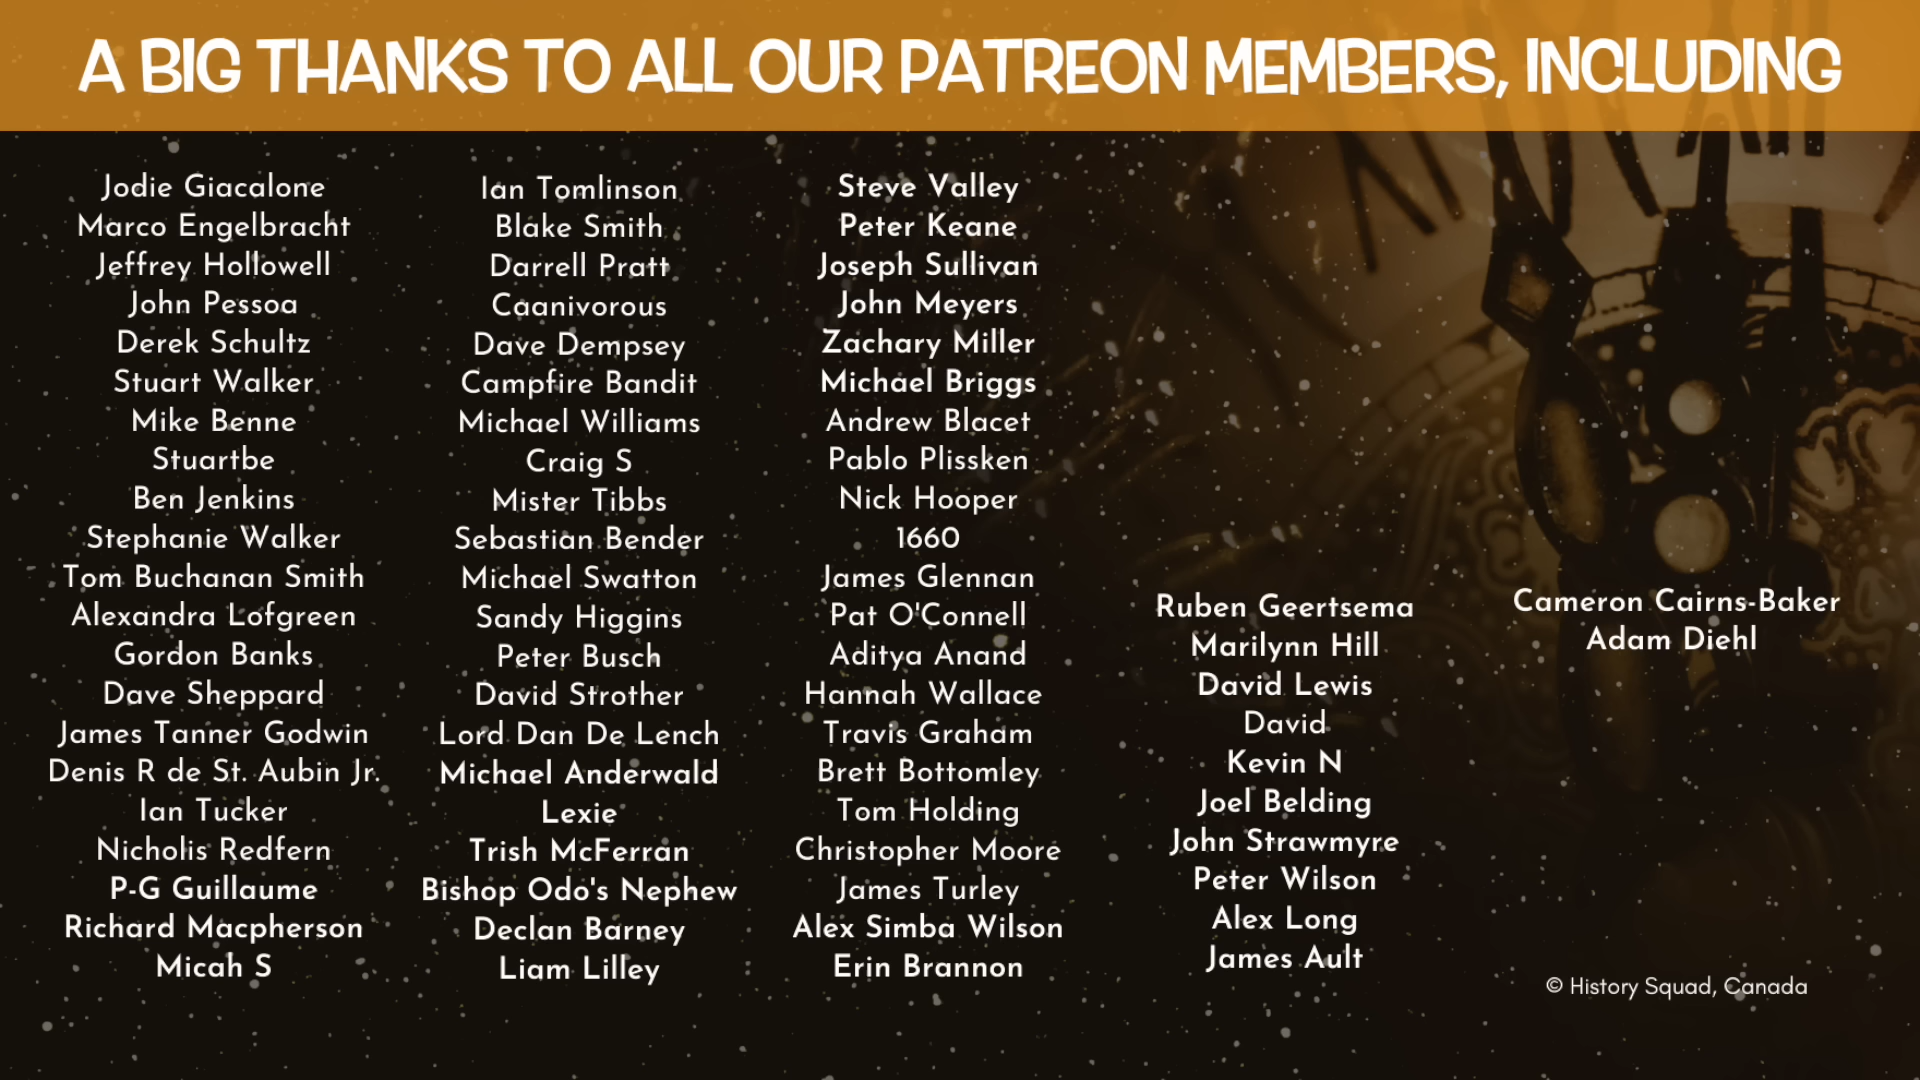 A BIG THANKS TO ALL OUR PATREON MEMBERS, INCLUDING
Jodie Giacalone
Marco Engelbracht
Jeffrey Hollowell
John Pessoa
Derek Schultz
Stuart Walker
Mike Benne
Stuartbe
Ben Jenkins
Stephanie Walker
Tom Buchanan Smith
Alexandra Lofgreen
Gordon Banks
Dave Sheppard
James Tanner Godwin
Denis R de St. Aubin Jr.
Ian Tucker
Nicholis Redfern
P-G Guillaume
Richard Macpherson
Micah S
Ian Tomlinson
Blake Smith
Darrell Pratt
Caanivorous
Dave Dempsey
Campfire Bandit
Michael Williams
Craig S
Mister Tibbs
Sebastian Bender
Michael Swatton
Sandy Higgins
Peter Busch
David Strother
Lord Dan De Lench
Michael Anderwald
Lexie
Trish McFerran
Bishop Odo's Nephew
Declan Barney
Liam Lilley
Steve Valley
Peter Keane
Joseph Sullivan
John Meyers
Zachary Miller
Michael Briggs
Andrew Blacet
Pablo Plissken
Nick Hooper
1660
James Glennan
Pat O'Connell
Aditya Anand
Hannah Wallace
Travis Graham
Brett Bottomley
Tom Holding
Christopher Moore
James Turley
Alex Simba Wilson
Erin Brannon
Ruben Geertsema
Marilynn Hill
David Lewis
David
Kevin N
Joel Belding
John Strawmyre
Peter Wilson
Alex Long
James Ault
Cameron Cairns-Baker
Adam Diehl
© History Squad, Canada